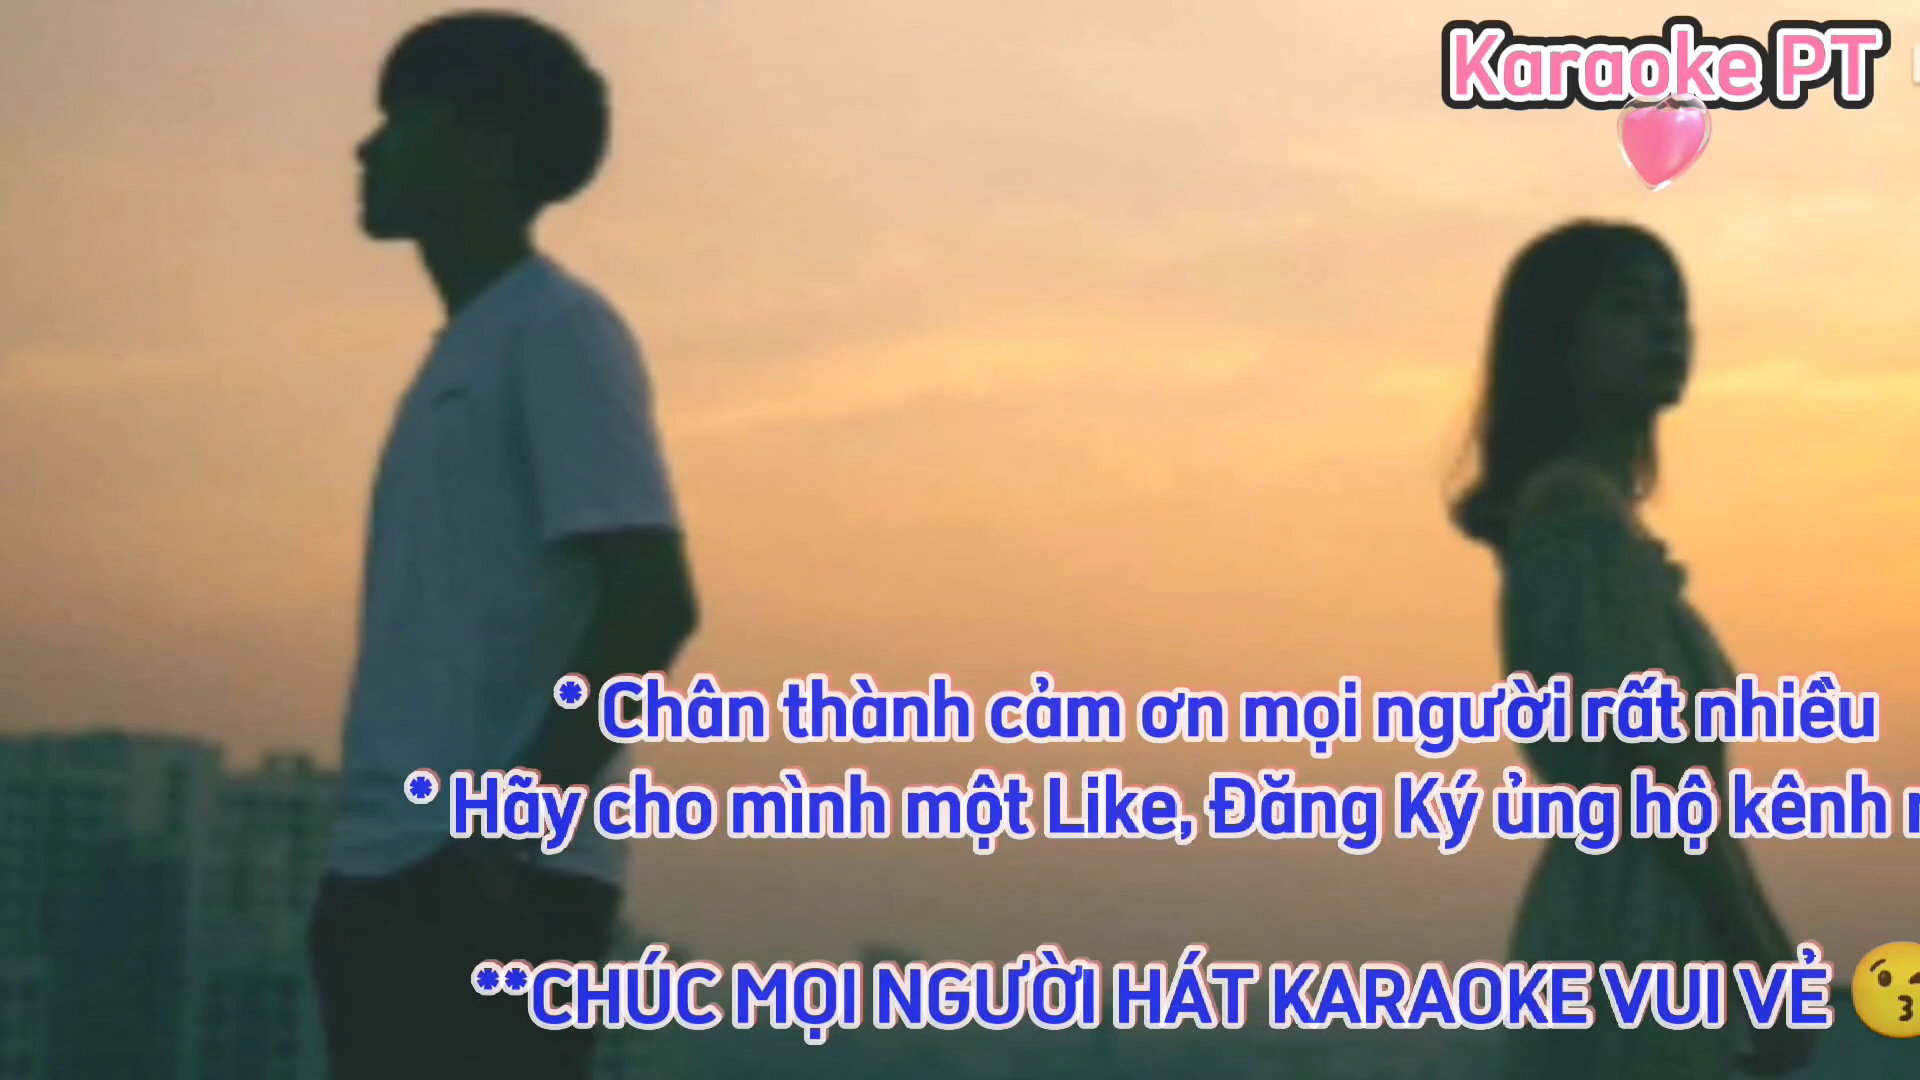 Karaoke PT
* Chân thành cảm ơn mọi người rất nhiều
* Hãy cho mình một Like, Đăng Ký ủng hộ kênh
**CHÚC MỌI NGƯỜI HÁT KARAOKE VUI VẺ 😘